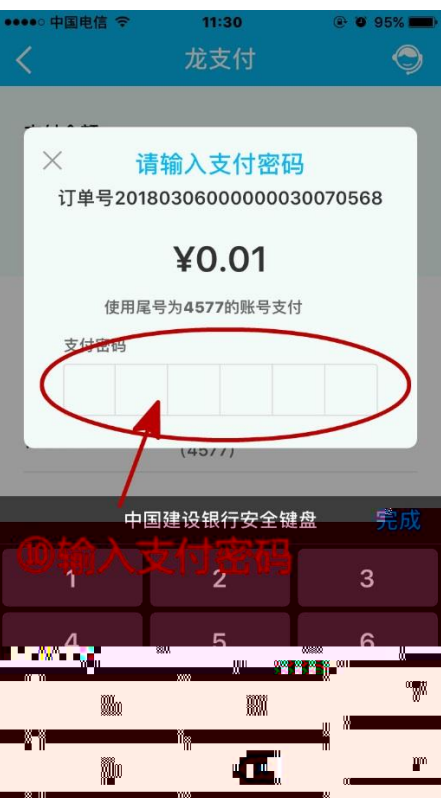 中国电信 11:30 95%
龙支付
请输入支付密码
订单号20180306000000030070568
¥0.01
使用尾号为4577的账号支付
支付密码
(4577)
中国建设银行安全键盘 完成
⑩输入支付密码
1 2 3
4 5 6